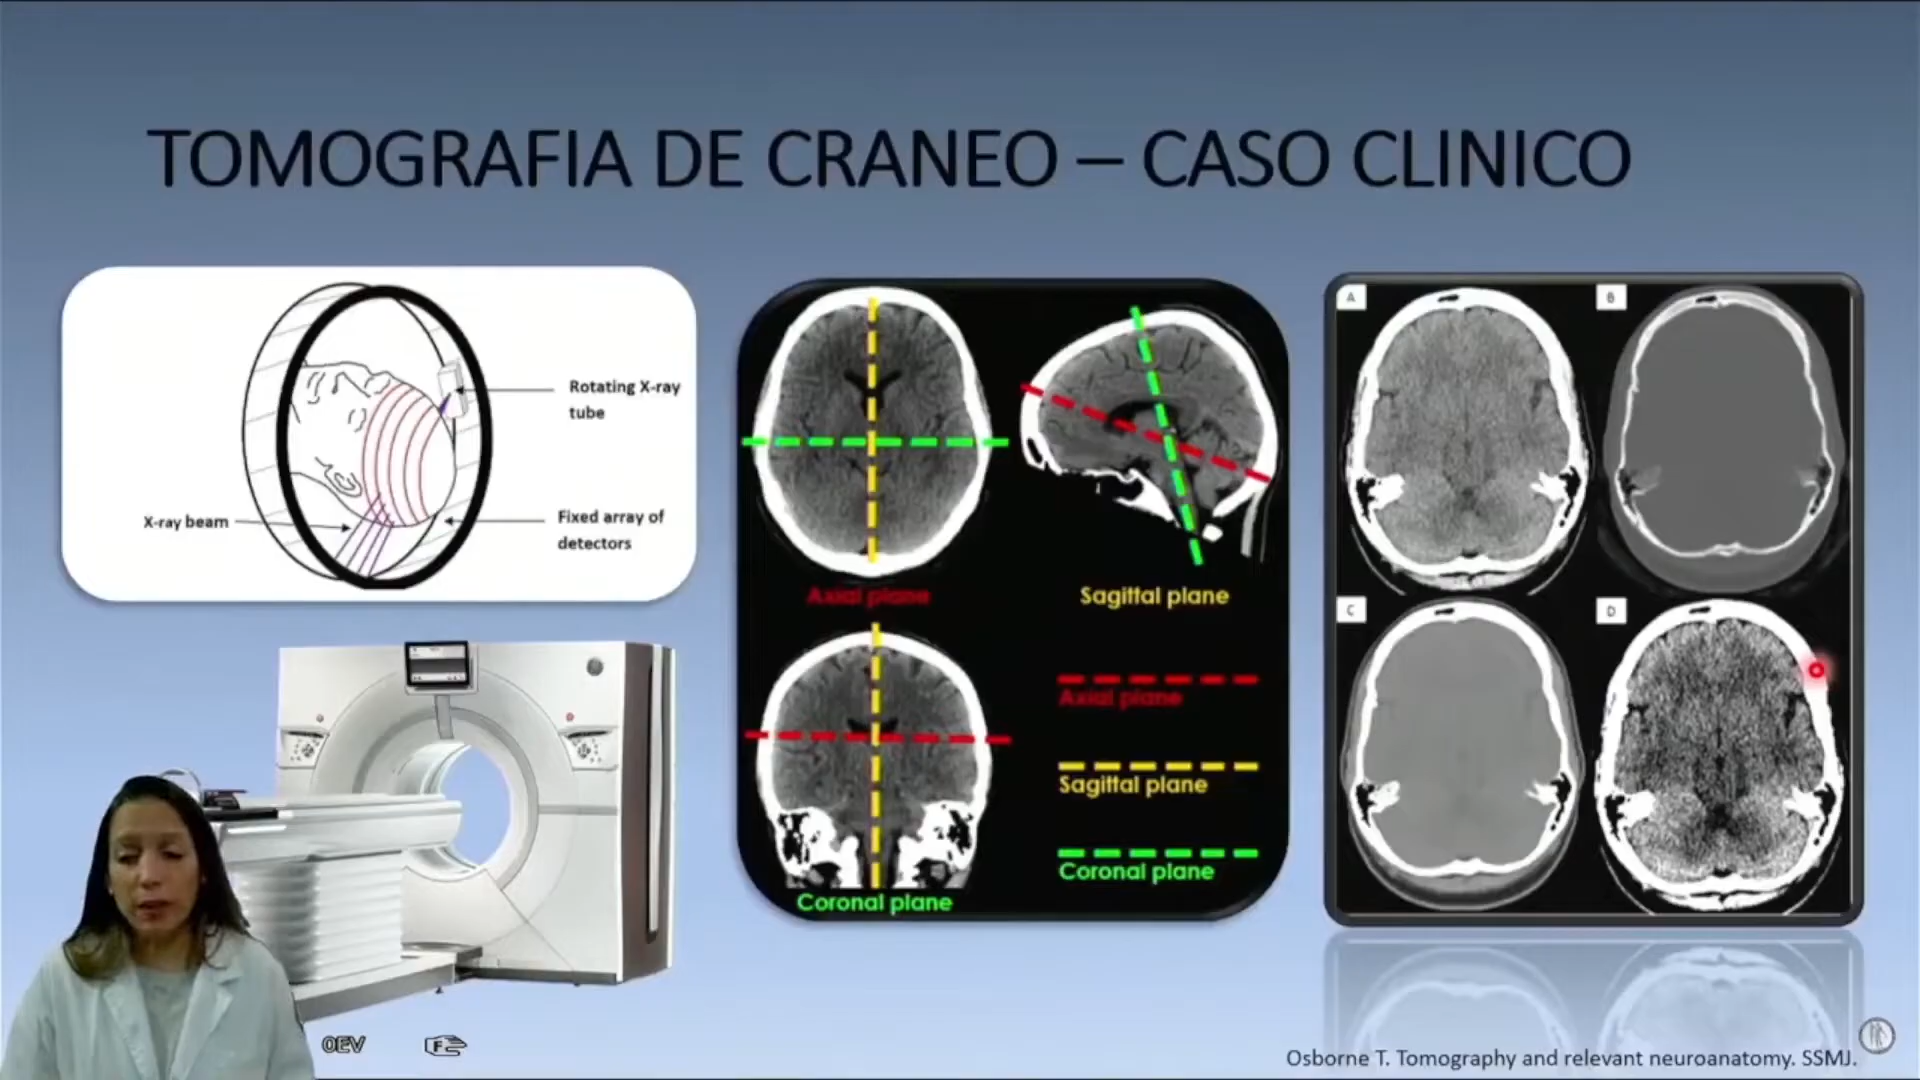 TOMOGRAFIA DE CRANEO – CASO CLINICO
Rotating X-ray
tube
X-ray beam
Fixed array of
detectors
Axial plane
Sagittal plane
Axial plane
Sagittal plane
Coronal plane
Coronal plane
A
B
C
D
OEV
F
Osborne T. Tomography and relevant neuroanatomy. SSMJ.